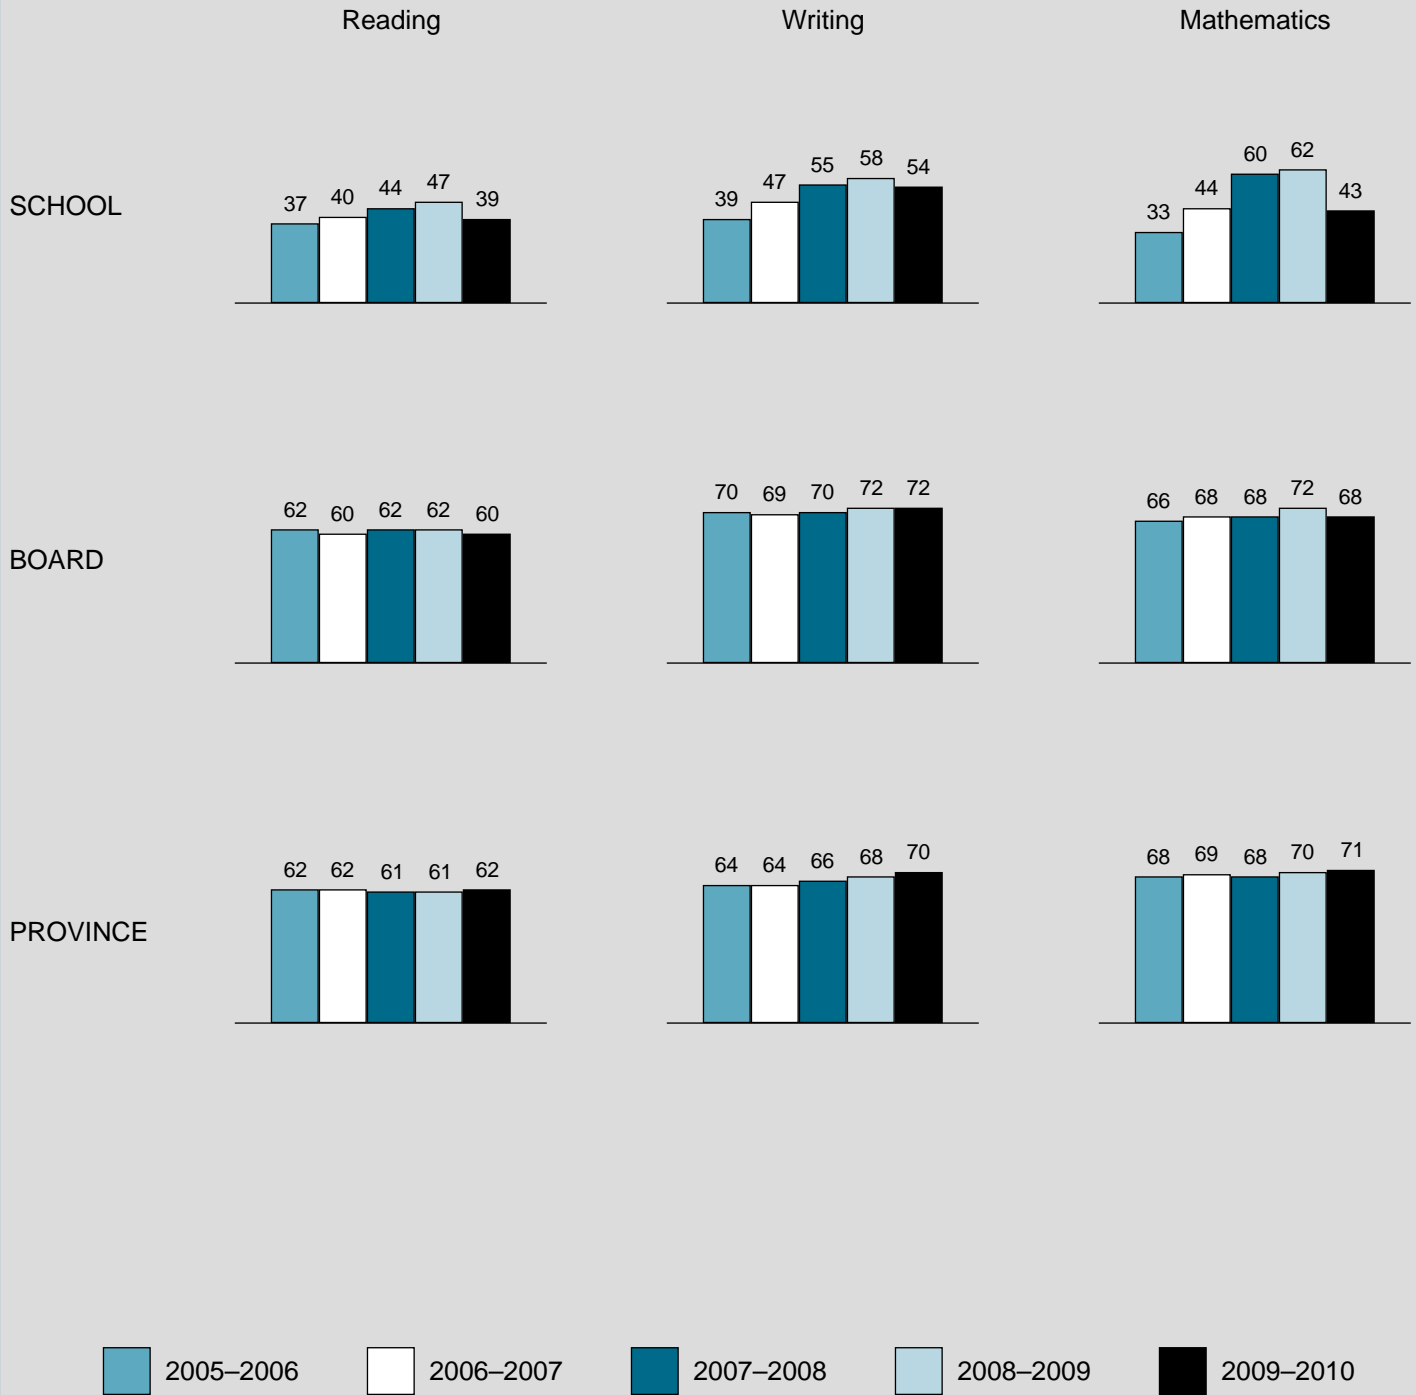 Reading Writing Mathematics
SCHOOL
37 40 44 47 39
39 47 55 58 54
33 44 60 62 43
BOARD
62 60 62 62 60
70 69 70 72 72
66 68 68 72 68
PROVINCE
62 62 61 61 62
64 64 66 68 70
68 69 68 70 71
2005–2006 2006–2007 2007–2008 2008–2009 2009–2010